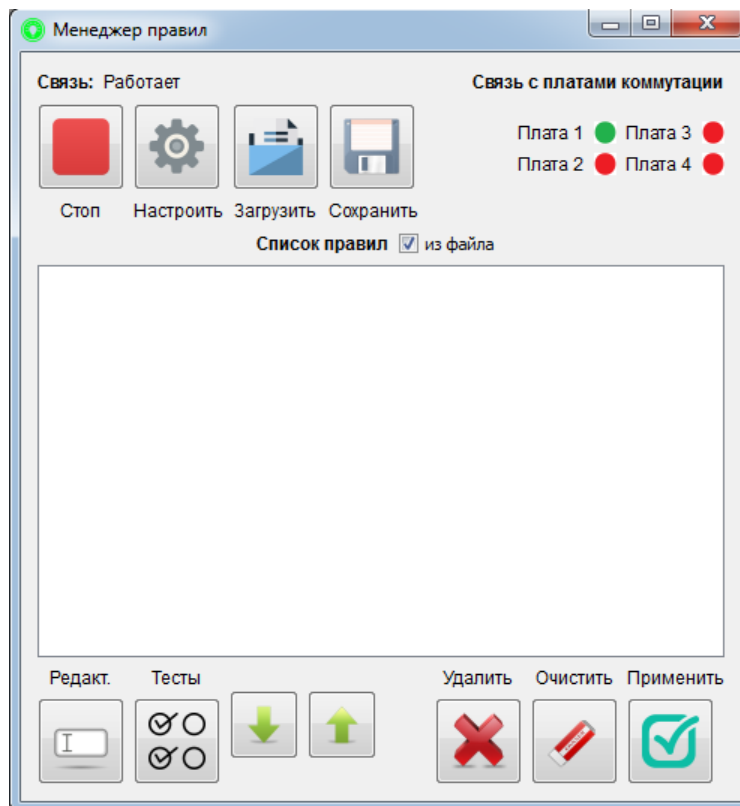 Менеджер правил
Связь: Работает
Связь с платами коммутации
Плата 1 Плата 3
Плата 2 Плата 4
Стоп Настроить Загрузить Сохранить
Список правил из файла
Редакт. Тесты Удалить Очистить Применить